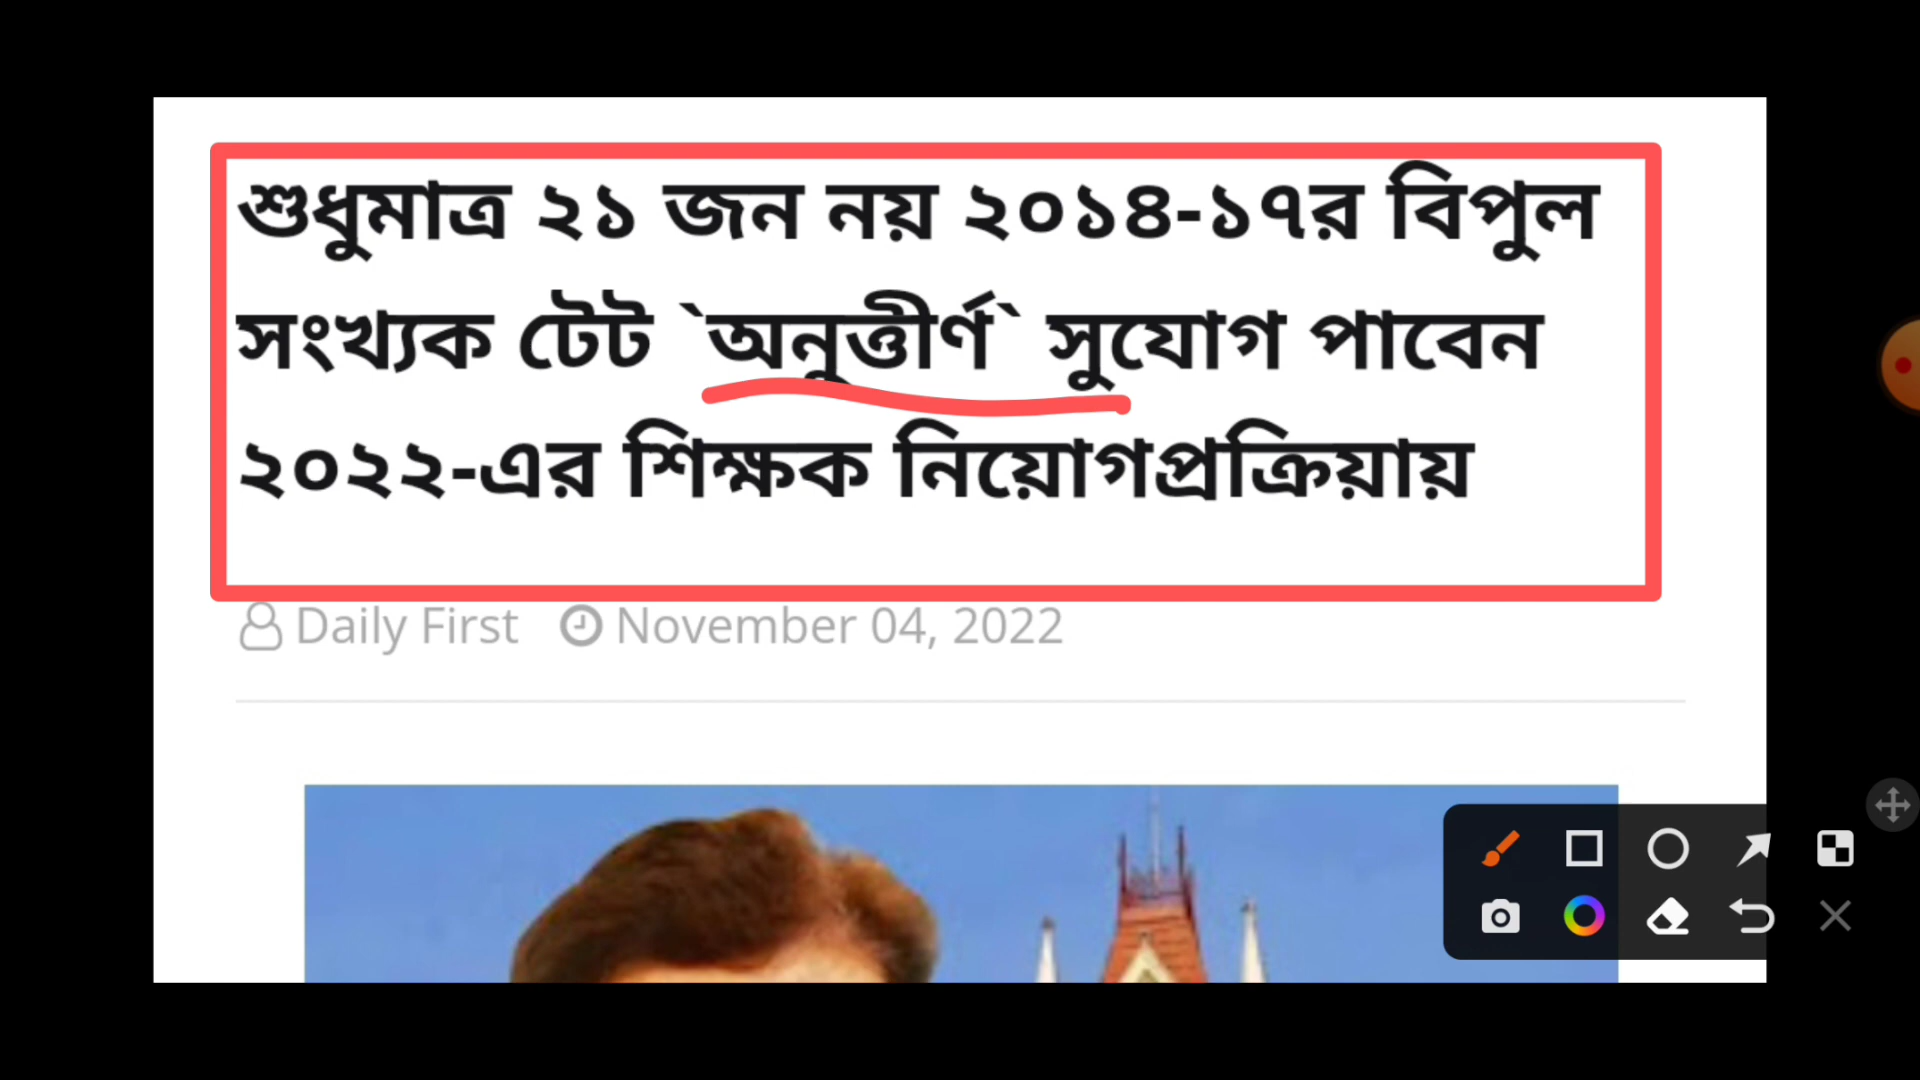 শুধুমাত্র ২১ জন নয় ২০১৪-১৭র বিপুল
সংখ্যক টেট `অনুত্তীর্ণ` সুযোগ পাবেন
২০২২-এর শিক্ষক নিয়োগপ্রক্রিয়ায়
Daily First November 04, 2022